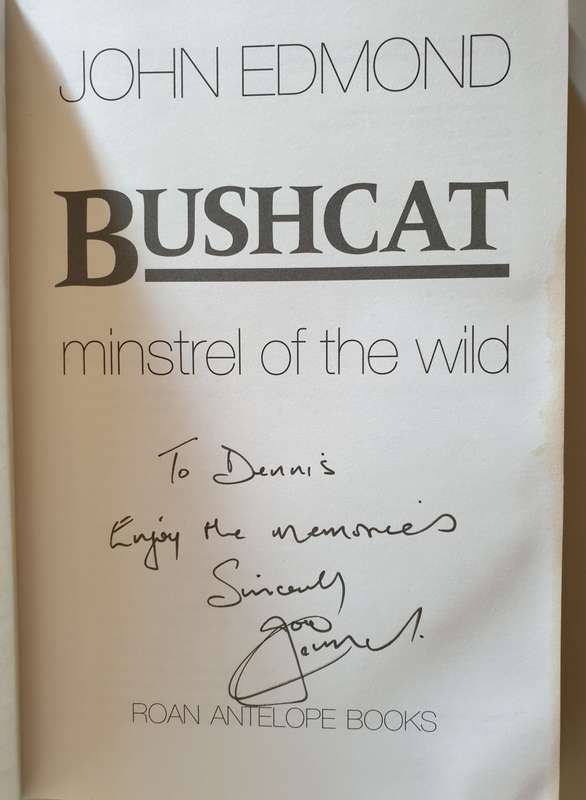 JOHN EDMOND
BUSHCAT
minstrel of the wild
To Dennis
Enjoy the memories
Sincerely
ROAN ANTELOPE BOOKS